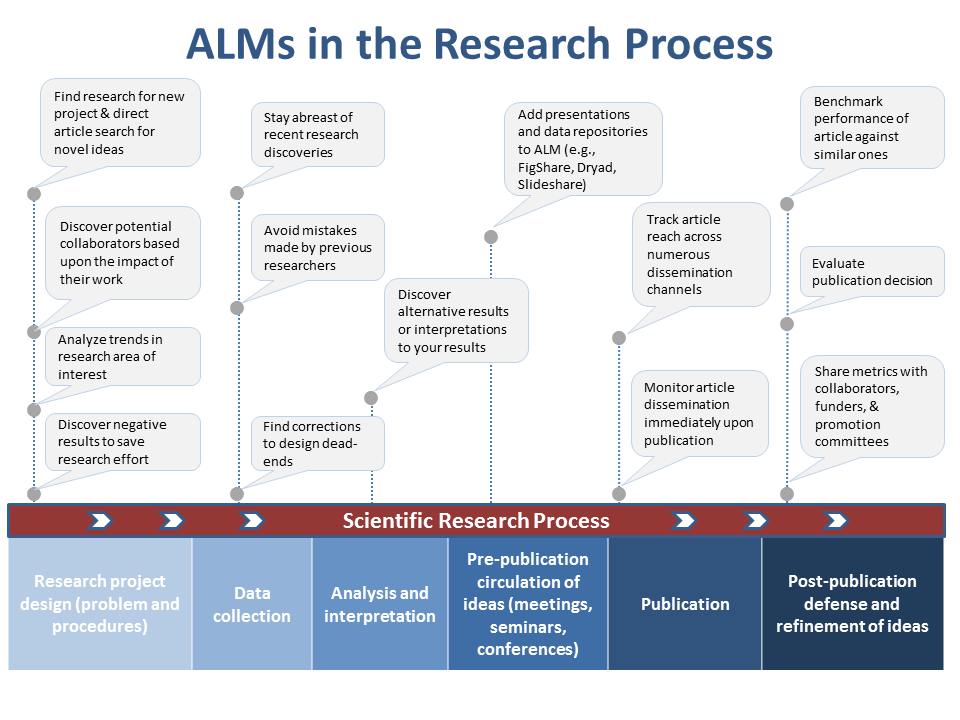 ALMs in the Research Process
Find research for new
project & direct
article search for
novel ideas
Discover potential
collaborators based
upon the impact of
their work
Analyze trends in
research area of
interest
Discover negative
results to save
research effort
Stay abreast of
recent research
discoveries
Avoid mistakes
made by previous
researchers
Find corrections
to design dead-
ends
Discover
alternative results
or interpretations
to your results
Add presentations
and data repositories
to ALM (e.g.,
FigShare, Dryad,
Slideshare)
Track article
reach across
numerous
dissemination
channels
Monitor article
dissemination
immediately upon
publication
Benchmark
performance of
article against
similar ones
Evaluate
publication decision
Share metrics with
collaborators,
funders, &
promotion
committees
Scientific Research Process
Research project
design (problem and
procedures)
Data
collection
Analysis and
interpretation
Pre-publication
circulation of
ideas (meetings,
seminars,
conferences)
Publication
Post-publication
defense and
refinement of ideas